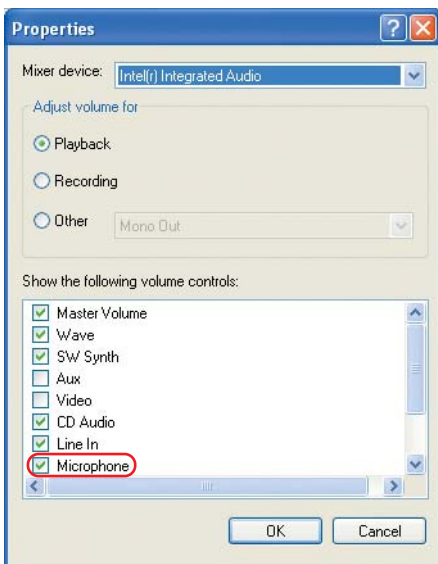 Properties
Mixer device: Intel(r) Integrated Audio
Adjust volume for
Playback
Recording
Other Mono Out
Show the following volume controls:
Master Volume
Wave
SW Synth
Aux
Video
CD Audio
Line In
Microphone
OK Cancel